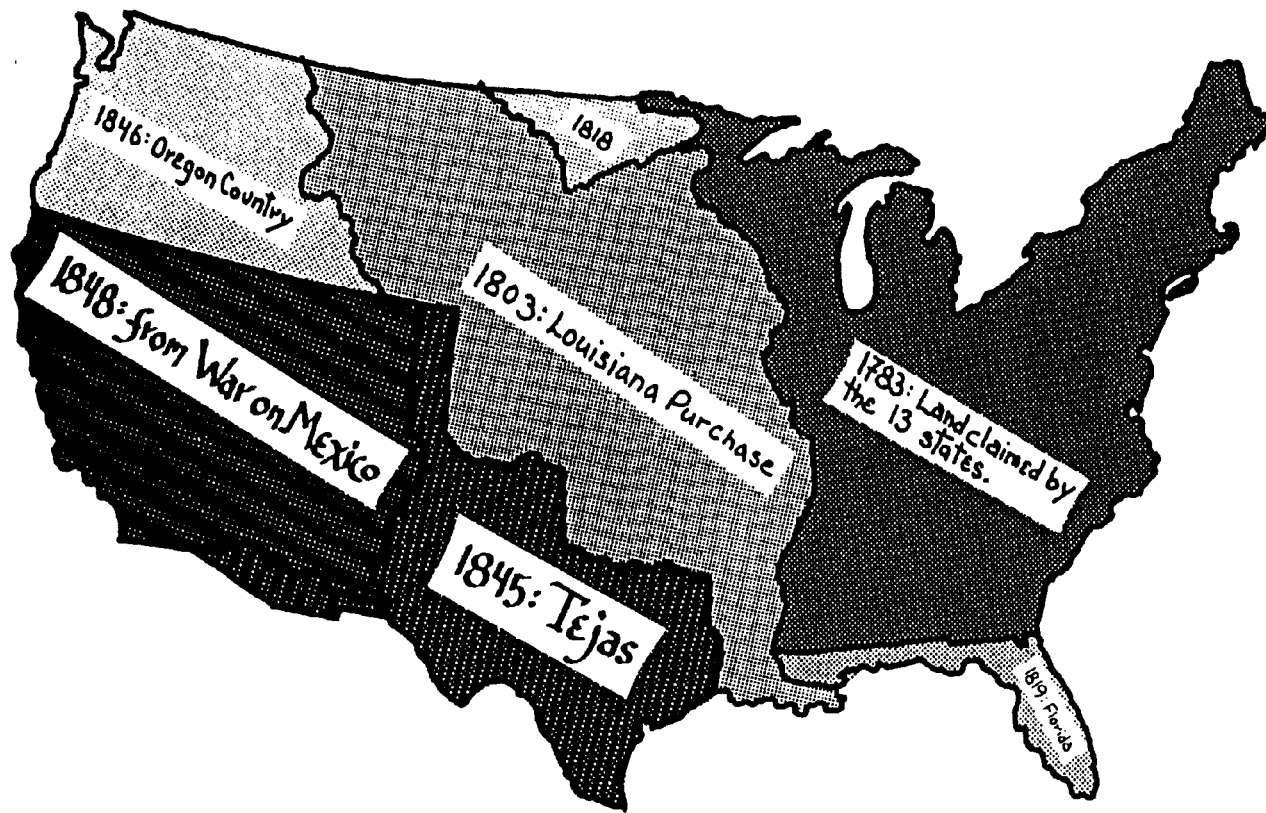 1846: Oregon Country
1818
1848: from War on Mexico
1803: Louisiana Purchase
1783: Land claimed by
the 13 states.
1845: Tejas
1819: Florida